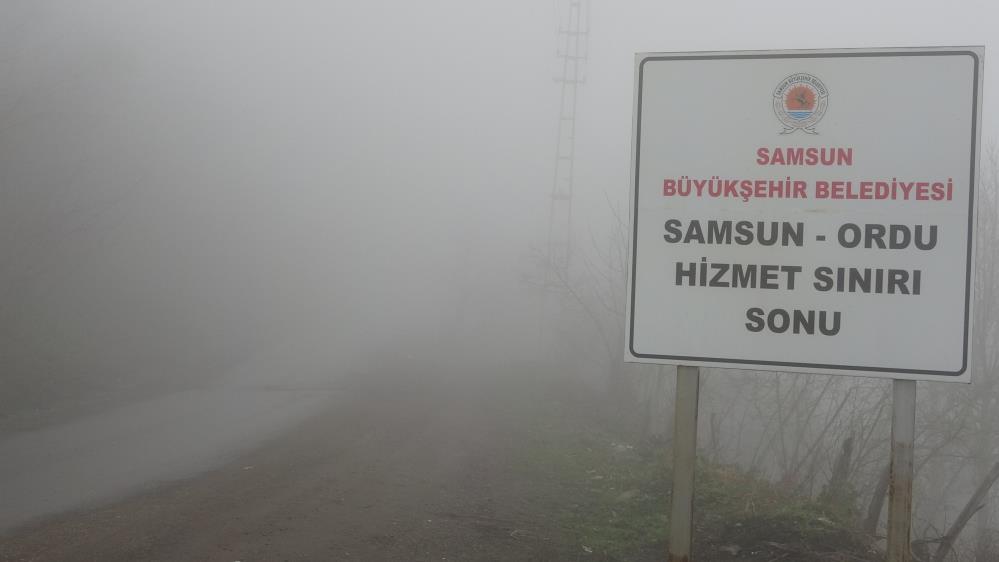 SAMSUN
BÜYÜKŞEHİR BELEDİYESİ
SAMSUN - ORDU
HİZMET SINIRI
SONU